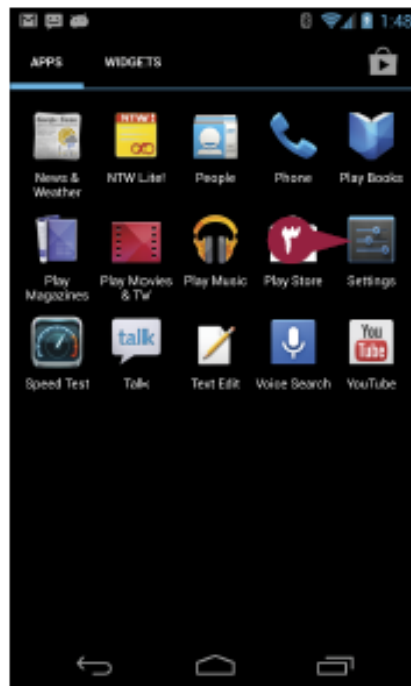 1:48
APPS WIDGETS
NTW
News & Weather
NTW Lite!
People
Phone
Play Books
Play Magazines
Play Movies & TV
Play Music
٣
Play Store
Settings
talk
You
Tube
Speed Test
Talk
Text Edit
Voice Search
YouTube